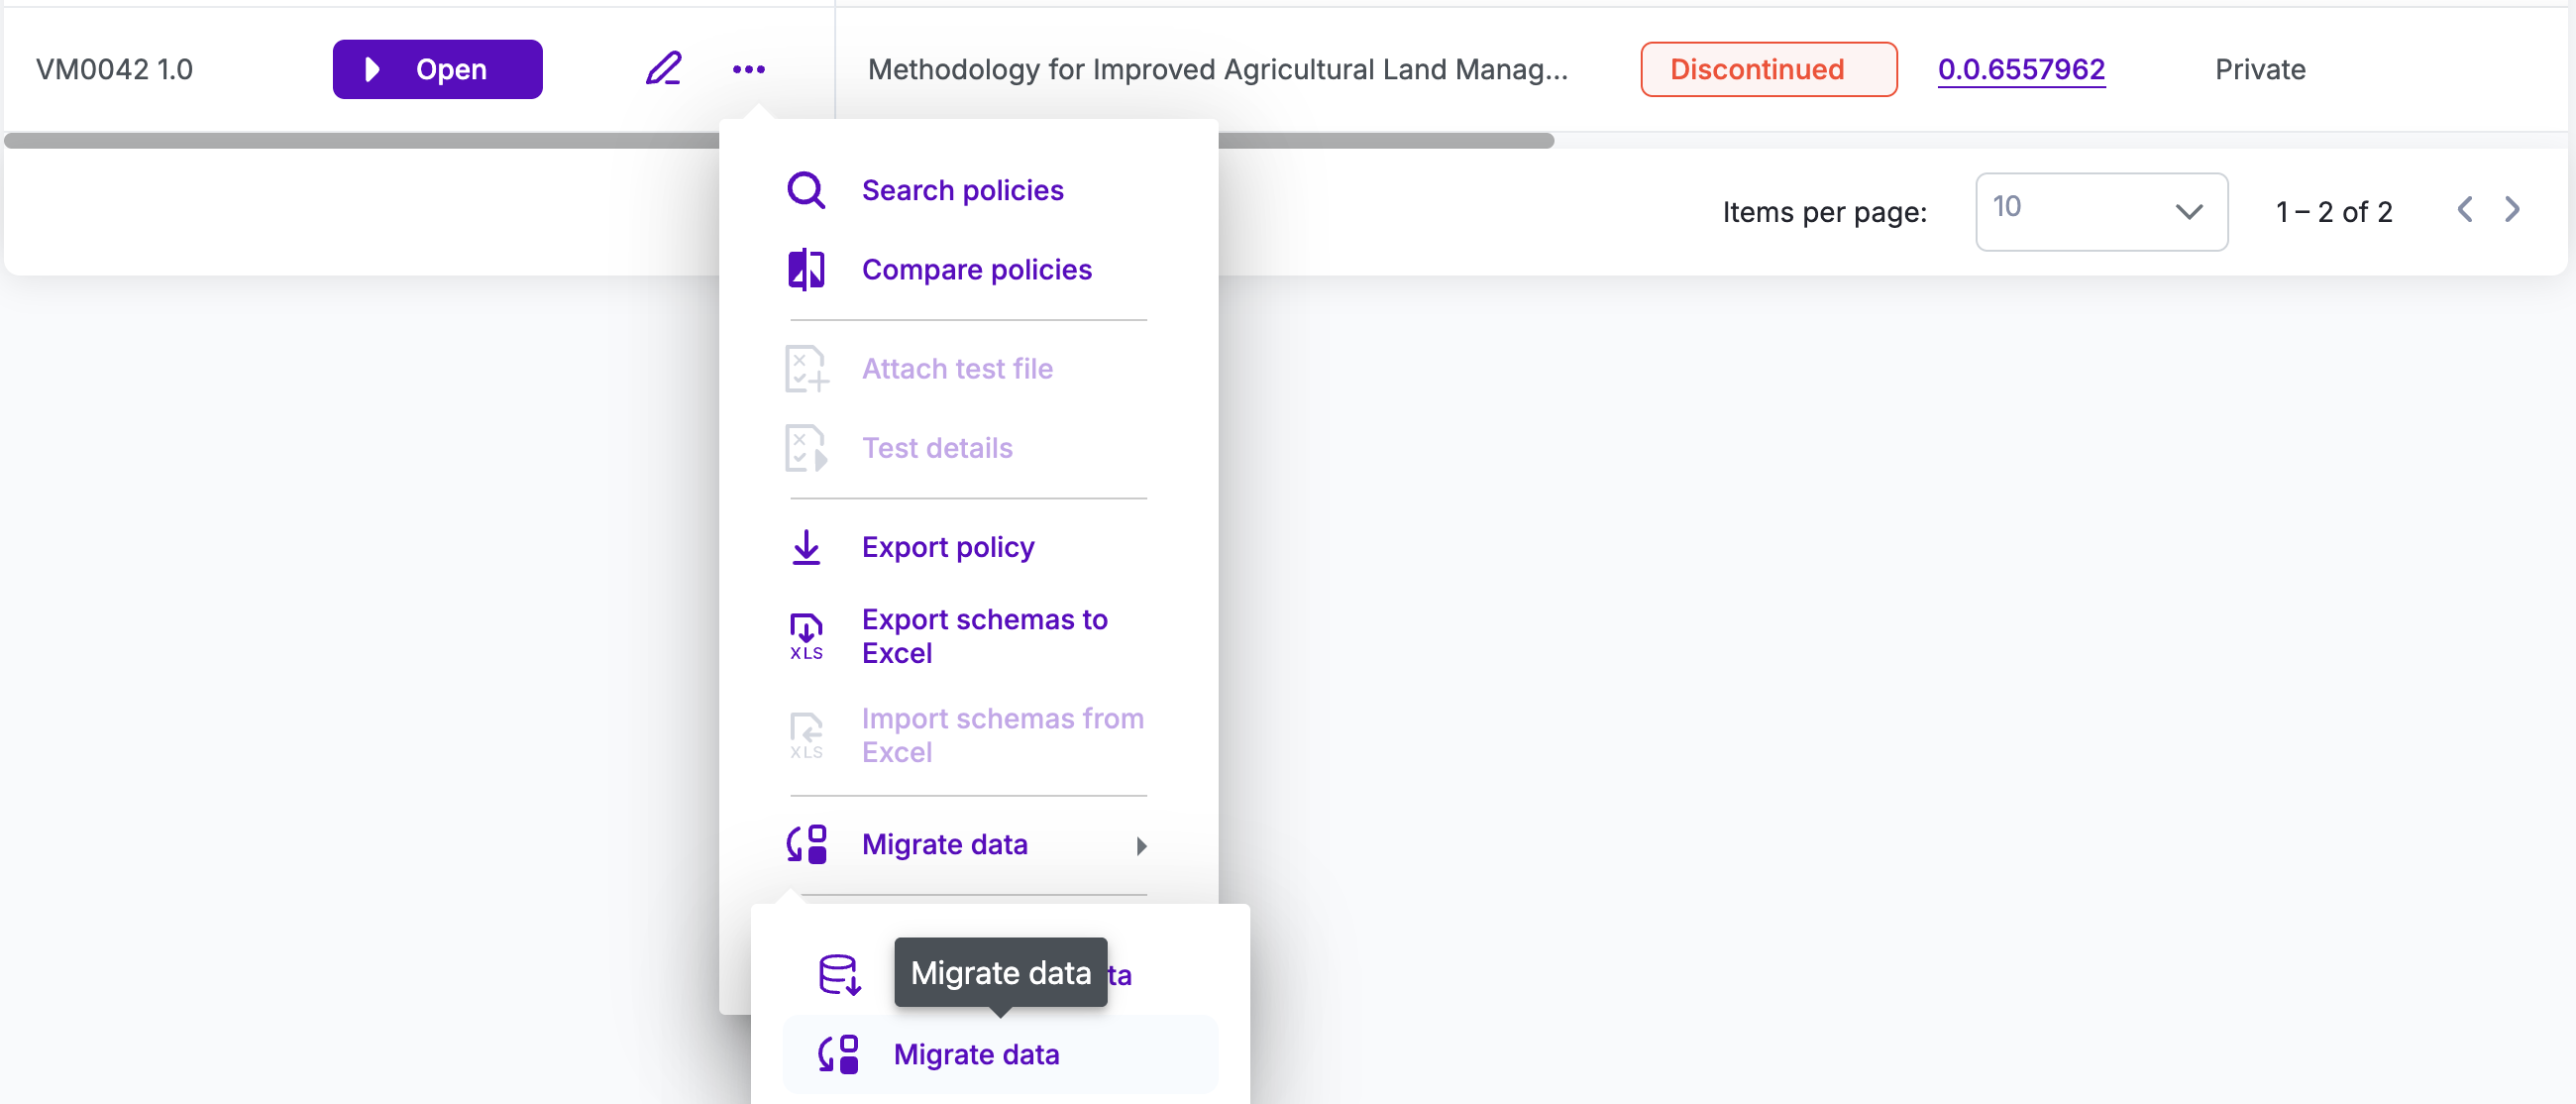 VM0042 1.0
Open
Methodology for Improved Agricultural Land Manag...
Discontinued
0.0.6557962
Private
Search policies
Compare policies
Attach test file
Test details
Export policy
Export schemas to
Excel
XLS
Import schemas from
Excel
XLS
Migrate data
Migrate data
ta
Migrate data
Items per page:
10
1 – 2 of 2